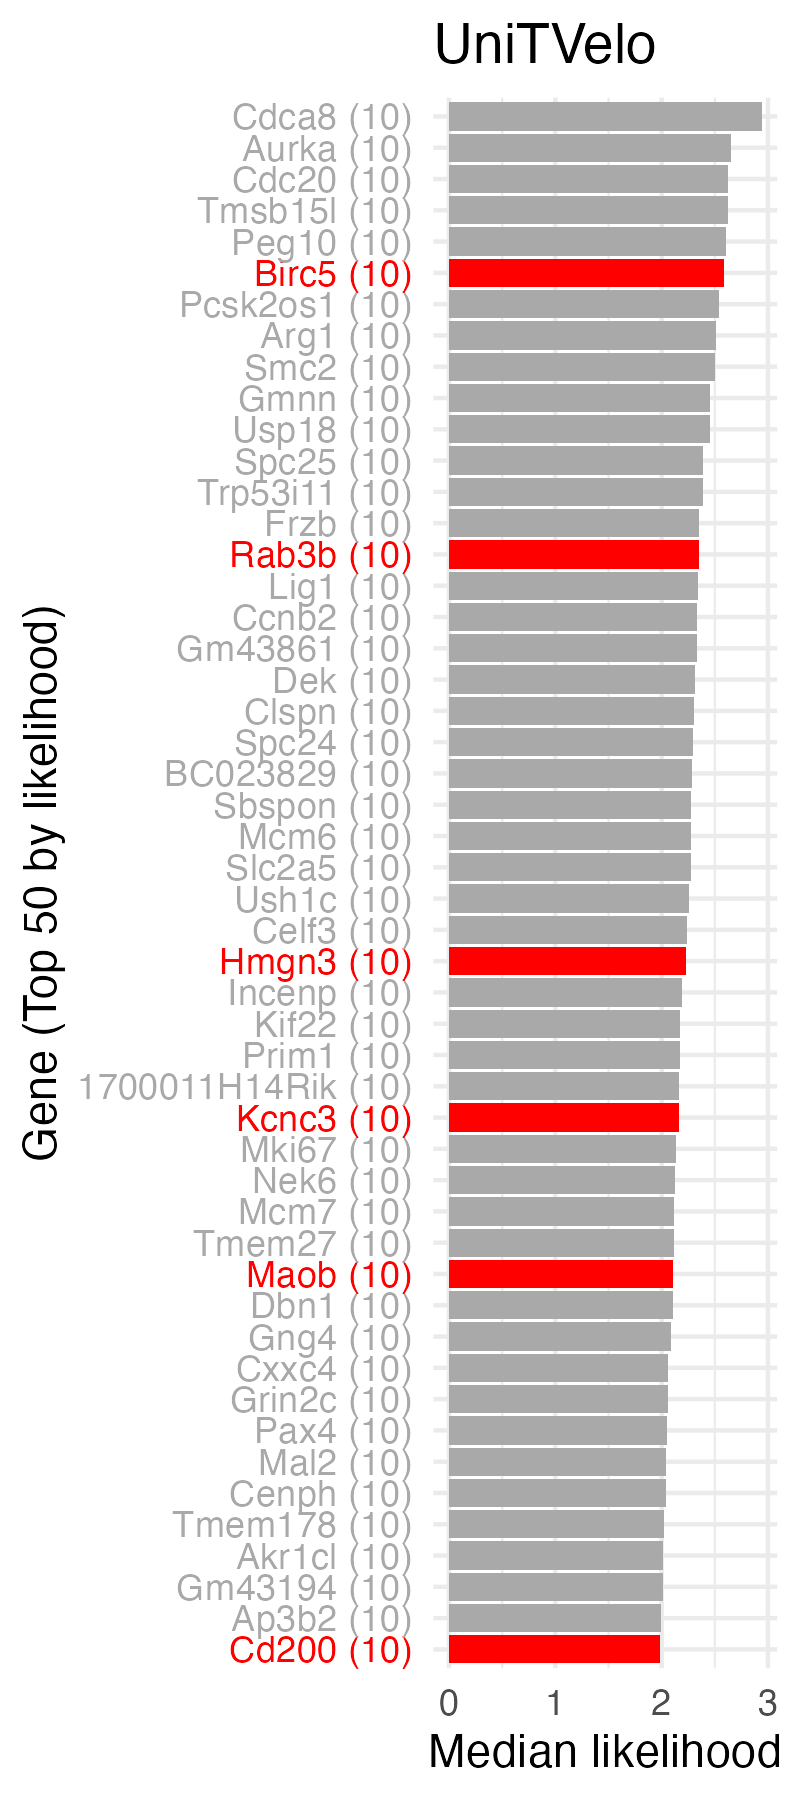 UniTVelo
Cdca8 (10)
Aurka (10)
Cdc20 (10)
Tmsb15l (10)
Peg10 (10)
Birc5 (10)
Pcsk2os1 (10)
Arg1 (10)
Smc2 (10)
Gmnn (10)
Usp18 (10)
Spc25 (10)
Trp53i11 (10)
Frzb (10)
Rab3b (10)
Lig1 (10)
Ccnb2 (10)
Gm43861 (10)
Dek (10)
Clspn (10)
Spc24 (10)
BC023829 (10)
Sbspon (10)
Mcm6 (10)
Slc2a5 (10)
Ush1c (10)
Celf3 (10)
Hmgn3 (10)
Incenp (10)
Kif22 (10)
Prim1 (10)
1700011H14Rik (10)
Kcnc3 (10)
Mki67 (10)
Nek6 (10)
Mcm7 (10)
Tmem27 (10)
Maob (10)
Dbn1 (10)
Gng4 (10)
Cxxc4 (10)
Grin2c (10)
Pax4 (10)
Mal2 (10)
Cenph (10)
Tmem178 (10)
Akr1cl (10)
Gm43194 (10)
Ap3b2 (10)
Cd200 (10)
Gene (Top 50 by likelihood)
0 1 2 3
Median likelihood